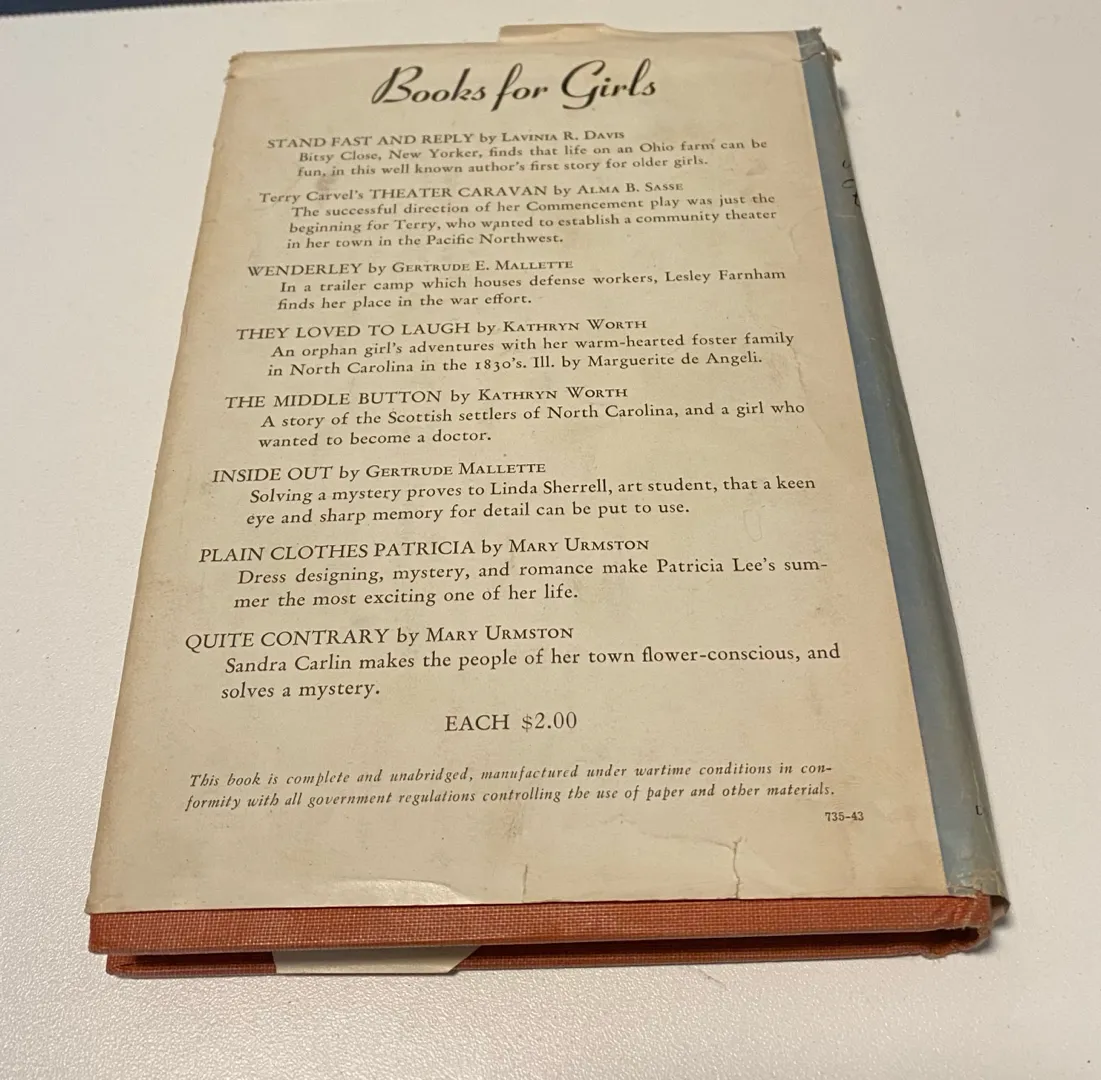 Books for Girls
STAND FAST AND REPLY by LAVINIA R. DAVIS
Bitsy Close, New Yorker, finds that life on an Ohio farm can be
fun, in this well known author's first story for older girls.
Terry Carvel's THEATER CARAVAN by ALMA B. SASSE
The successful direction of her Commencement play was just the
beginning for Terry, who wanted to establish a community theater
in her town in the Pacific Northwest.
WENDERLEY by GERTRUDE E. MALLETTE
In a trailer camp which houses defense workers, Lesley Farnham
finds her place in the war effort.
THEY LOVED TO LAUGH by KATHRYN WORTH
An orphan girl's adventures with her warm-hearted foster family
in North Carolina in the 1830's. Ill. by Marguerite de Angeli.
THE MIDDLE BUTTON by KATHRYN WORTH
A story of the Scottish settlers of North Carolina, and a girl who
wanted to become a doctor.
INSIDE OUT by GERTRUDE MALLETTE
Solving a mystery proves to Linda Sherrell, art student, that a keen
eye and sharp memory for detail can be put to use.
PLAIN CLOTHES PATRICIA by MARY URMSTON
Dress designing, mystery, and romance make Patricia Lee's sum-
mer the most exciting one of her life.
QUITE CONTRARY by MARY URMSTON
Sandra Carlin makes the people of her town flower-conscious, and
solves a mystery.
EACH $2.00
This book is complete and unabridged, manufactured under wartime conditions in con-
formity with all government regulations controlling the use of paper and other materials.
735-43